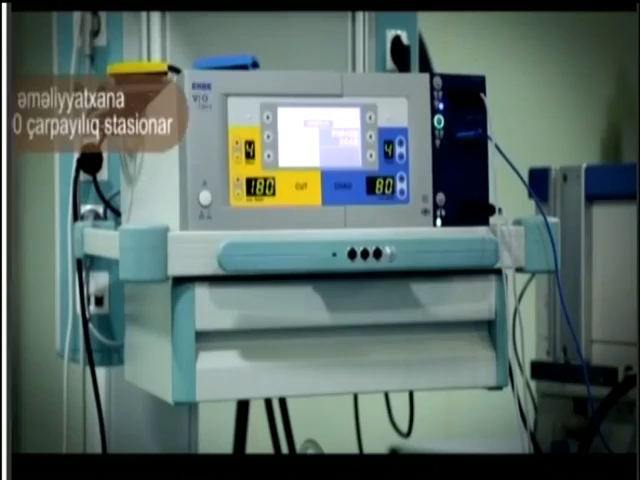 əməliyyatxana
0 çarpayılıq stasionar
ERBE
VIO
4
4
180
CUT
COAG
80